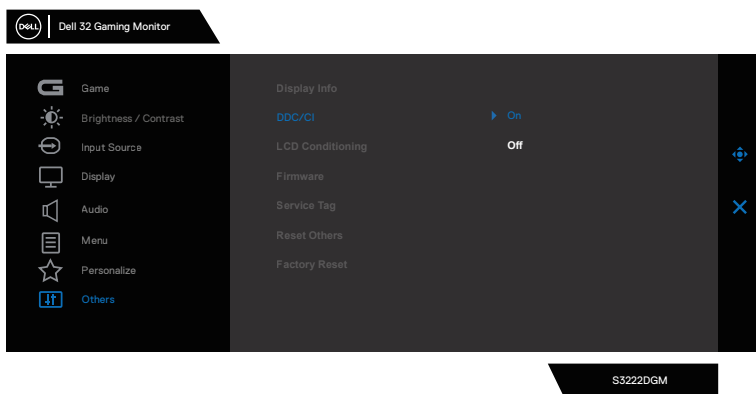 DELL
Dell 32 Gaming Monitor
Game
Brightness / Contrast
Input Source
Display
Audio
Menu
Personalize
Others
Display Info
DDC/CI
On
LCD Conditioning
Off
Firmware
Service Tag
Reset Others
Factory Reset
S3222DGM